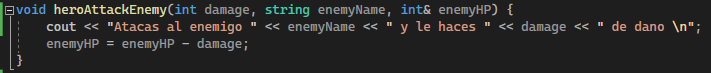 void heroAttackEnemy(int damage, string enemyName, int& enemyHP) {
cout << "Atacas al enemigo " << enemyName << " y le haces " << damage << " de dano \n";
enemyHP = enemyHP - damage;
}